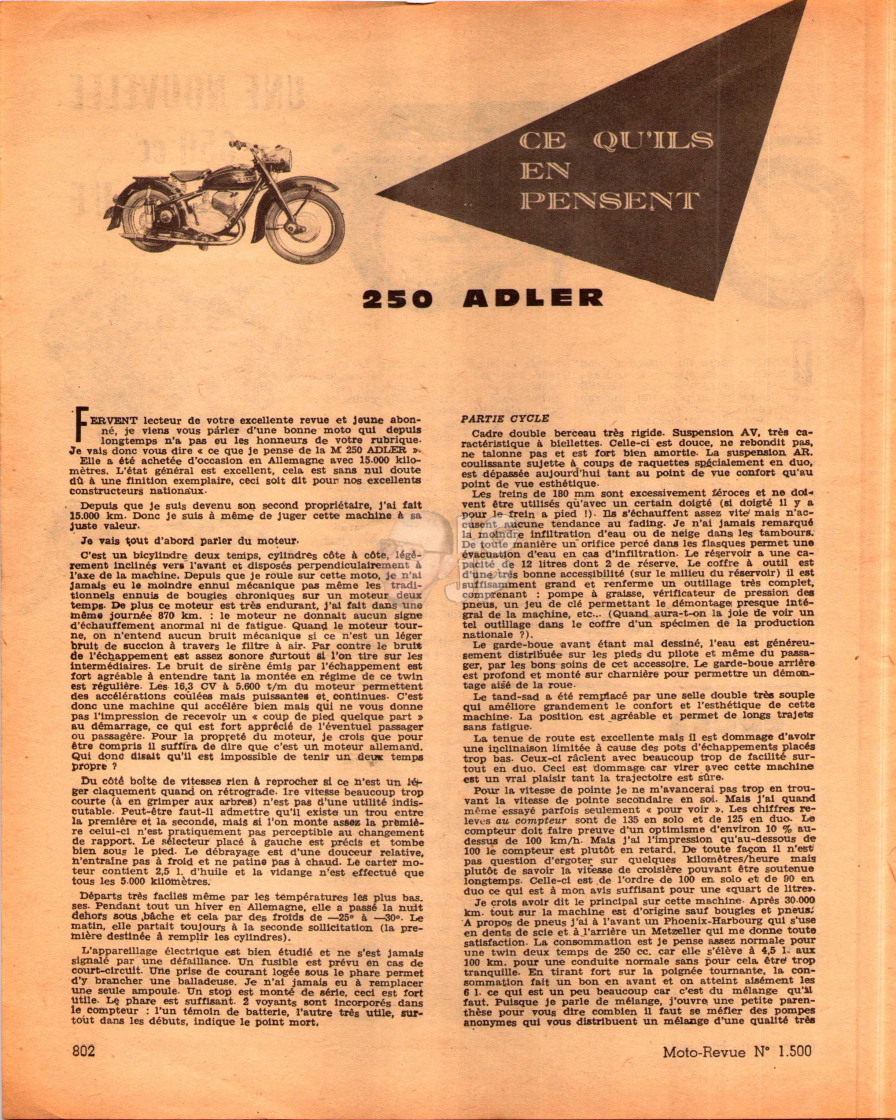 CE QU'ILS
EN
PENSENT
250 ADLER
FERVENT lecteur de votre excellente revue et jeune abon-
né, je viens vous parler d'une bonne moto qui depuis
longtemps n'a pas eu les honneurs de votre rubrique.
Je vais donc vous dire « ce que je pense de la M 250 ADLER ».
Elle a été achetée d'occasion en Allemagne avec 15.000 kilo-
mètres. L'état général est excellent, cela est sans nul doute
dû à une finition exemplaire, ceci soit dit pour nos excellents
constructeurs nationaux.
Depuis que je suis devenu son second propriétaire, j'ai fait
15.000 km. Donc je suis à même de juger cette machine à sa
juste valeur.
Je vais tout d'abord parler du moteur.
C'est un bicylindre deux temps, cylindres côte à côte, légè-
rement inclinés vers l'avant et disposés perpendiculairement à
l'axe de la machine. Depuis que je roule sur cette moto, je n'ai
jamais eu le moindre ennui mécanique pas même les tradi-
tionnels ennuis de bougies chroniques sur un moteur deux
temps. De plus ce moteur est très endurant, j'ai fait dans une
même journée 870 km. : le moteur ne donnait aucun signe
d'échauffement anormal ni de fatigue. Quand le moteur tour-
ne, on n'entend aucun bruit mécanique si ce n'est un léger
bruit de succion à travers le filtre à air. Par contre le bruit
de l'échappement est assez sonore surtout si l'on tire sur les
intermédiaires. Le bruit de sirène émis par l'échappement est
fort agréable à entendre tant la montée en régime de ce twin
est régulière. Les 16,3 CV à 5.600 t/m du moteur permettent
des accélérations coulées mais puissantes et continues. C'est
donc une machine qui accélère bien mais qui ne vous donne
pas l'impression de recevoir un « coup de pied quelque part »
au démarrage, ce qui est fort apprécié de l'éventuel passager
ou passagère. Pour la propreté du moteur, je crois que pour
être compris il suffira de dire que c'est un moteur allemand.
Qui donc disait qu'il est impossible de tenir un deux temps
propre ?
Du côté boîte de vitesses rien à reprocher si ce n'est un lé-
ger claquement quand on rétrograde. 1re vitesse beaucoup trop
courte (à en grimper aux arbres) n'est pas d'une utilité indis-
cutable. Peut-être faut-il admettre qu'il existe un trou entre
la première et la seconde, mais si l'on monte assez la premiè-
re celui-ci n'est pratiquement pas perceptible au changement
de rapport. Le sélecteur placé à gauche est précis et tombe
bien sous le pied. Le débrayage est d'une douceur relative,
n'entraîne pas à froid et ne patine pas à chaud. Le carter mo-
teur contient 2,5 l. d'huile et la vidange n'est effectué que
tous les 5.000 kilomètres.
Départs très faciles même par les températures les plus bas-
ses. Pendant tout un hiver en Allemagne, elle a passé la nuit
dehors sous bâche et cela par des froids de —25° à —30°. Le
matin, elle partait toujours à la seconde sollicitation (la pre-
mière destinée à remplir les cylindres).
L'appareillage électrique est bien étudié et ne s'est jamais
signalé par une défaillance. Un fusible est prévu en cas de
court-circuit. Une prise de courant logée sous le phare permet
d'y brancher une balladeuse. Je n'ai jamais eu à remplacer
une seule ampoule. Un stop est monté de série, ceci est fort
utile. Le phare est suffisant. 2 voyants sont incorporés dans
le compteur : l'un témoin de batterie, l'autre très utile, sur-
tout dans les débuts, indique le point mort.
PARTIE CYCLE
Cadre double berceau très rigide. Suspension AV, très ca-
ractéristique à biellettes. Celle-ci est douce, ne rebondit pas,
ne talonne pas et est fort bien amortie. La suspension AR.
coulissante sujette à coups de raquettes spécialement en duo,
est dépassée aujourd'hui tant au point de vue confort qu'au
point de vue esthétique.
Les freins de 180 mm sont excessivement féroces et ne doi-
vent être utilisés qu'avec un certain doigté (si doigté il y a
pour le frein a pied !). Ils s'échauffent assez vite mais n'ac-
cusent aucune tendance au fading. Je n'ai jamais remarqué
la moindre infiltration d'eau ou de neige dans les tambours.
De toute manière un orifice percé dans les flasques permet une
évacuation d'eau en cas d'infiltration. Le réservoir a une ca-
pacité de 12 litres dont 2 de réserve. Le coffre à outil est
d'une très bonne accessibilité (sur le milieu du réservoir) il est
suffisamment grand et renferme un outillage très complet,
comprenant : pompe à graisse, vérificateur de pression des
pneus, un jeu de clé permettant le démontage presque inté-
gral de la machine, etc... (Quand aura-t-on la joie de voir un
tel outillage dans le coffre d'un spécimen de la production
nationale ?).
Le garde-boue avant étant mal dessiné, l'eau est généreu-
sement distribuée sur les pieds du pilote et même du passa-
ger, par les bons soins de cet accessoire. Le garde-boue arrière
est profond et monté sur charnière pour permettre un démon-
tage aisé de la roue.
Le tand-sad a été remplacé par une selle double très souple
qui améliore grandement le confort et l'esthétique de cette
machine. La position est agréable et permet de longs trajets
sans fatigue.
La tenue de route est excellente mais il est dommage d'avoir
une inclinaison limitée à cause des pots d'échappements placés
trop bas. Ceux-ci râclent avec beaucoup trop de facilité sur-
tout en duo. Ceci est dommage car virer avec cette machine
est un vrai plaisir tant la trajectoire est sûre.
Pour la vitesse de pointe je ne m'avancerai pas trop en trou-
vant la vitesse de pointe secondaire en soi. Mais j'ai quand
même essayé parfois seulement « pour voir ». Les chiffres re-
levés au compteur sont de 135 en solo et de 125 en duo. Le
compteur doit faire preuve d'un optimisme d'environ 10 % au-
dessus de 100 km/h. Mais j'ai l'impression qu'au-dessous de
100 le compteur est plutôt en retard. De toute façon il n'est
pas question d'ergoter sur quelques kilomètres/heure mais
plutôt de savoir la vitesse de croisière pouvant être soutenue
longtemps. Celle-ci est de l'ordre de 100 en solo et de 90 en
duo ce qui est à mon avis suffisant pour une «quart de litre».
Je crois avoir dit le principal sur cette machine. Après 30.000
km. tout sur la machine est d'origine sauf bougies et pneus.
A propos de pneus j'ai à l'avant un Phoenix-Harbourg qui s'use
en dents de scie et à l'arrière un Metzeller qui me donne toute
satisfaction. La consommation est je pense assez normale pour
une twin deux temps de 250 cc. car elle s'élève à 4,5 l. aux
100 km. pour une conduite normale sans pour cela être trop
tranquille. En tirant fort sur la poignée tournante, la con-
sommation fait un bon en avant et on atteint aisément les
6 l. ce qui est un peu beaucoup car c'est du mélange qu'il
faut. Puisque je parle de mélange, j'ouvre une petite paren-
thèse pour vous dire combien il faut se méfier des pompes
anonymes qui vous distribuent un mélange d'une qualité très
802
Moto-Revue N° 1.500